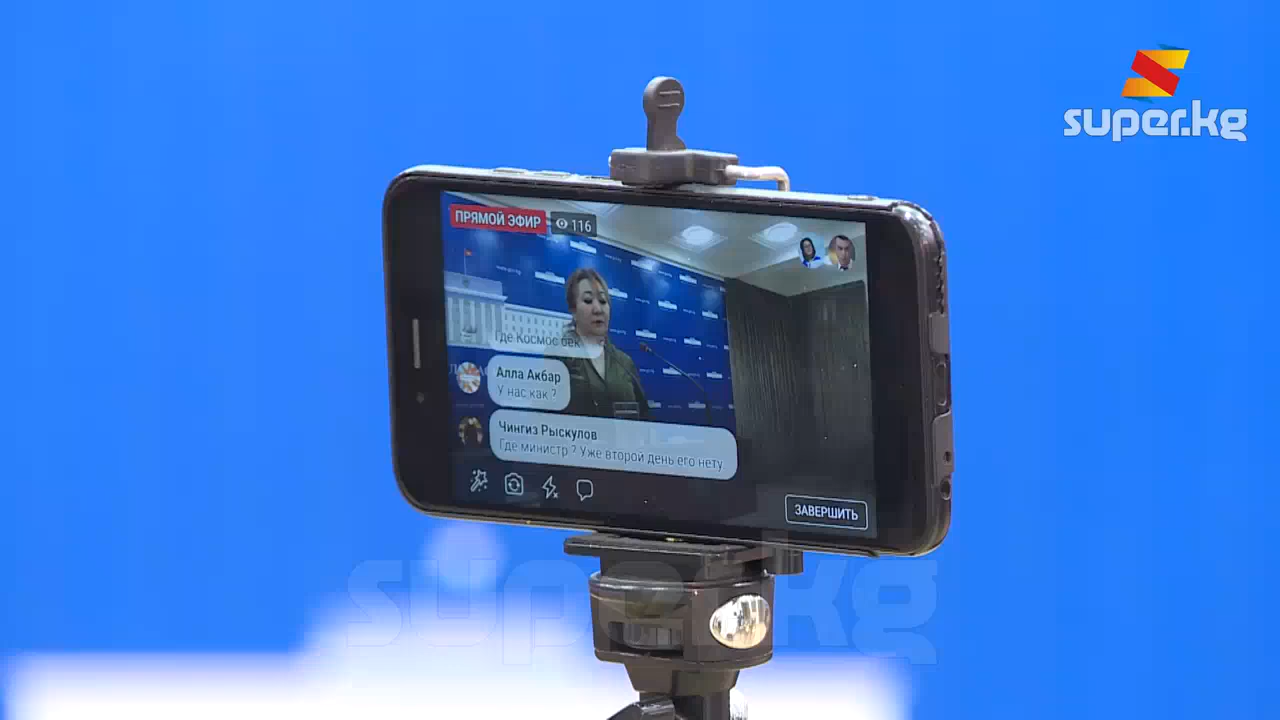 super.kg
ПРЯМОЙ ЭФИР 116
Где Космос бек
Алла Акбар
У нас как ?
Чингиз Рыскулов
Где министр ? Уже второй день его нету.
ЗАВЕРШИТЬ
super.kg